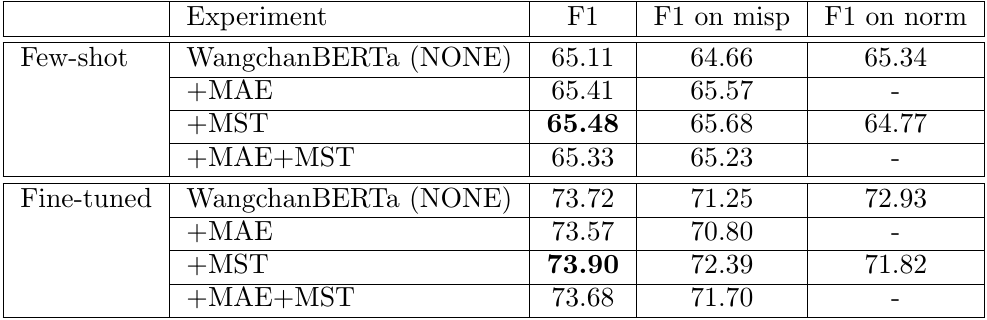 Experiment F1 F1 on misp F1 on norm
Few-shot WangchanBERTa (NONE) 65.11 64.66 65.34
+MAE 65.41 65.57 -
+MST 65.48 65.68 64.77
+MAE+MST 65.33 65.23 -
Fine-tuned WangchanBERTa (NONE) 73.72 71.25 72.93
+MAE 73.57 70.80 -
+MST 73.90 72.39 71.82
+MAE+MST 73.68 71.70 -